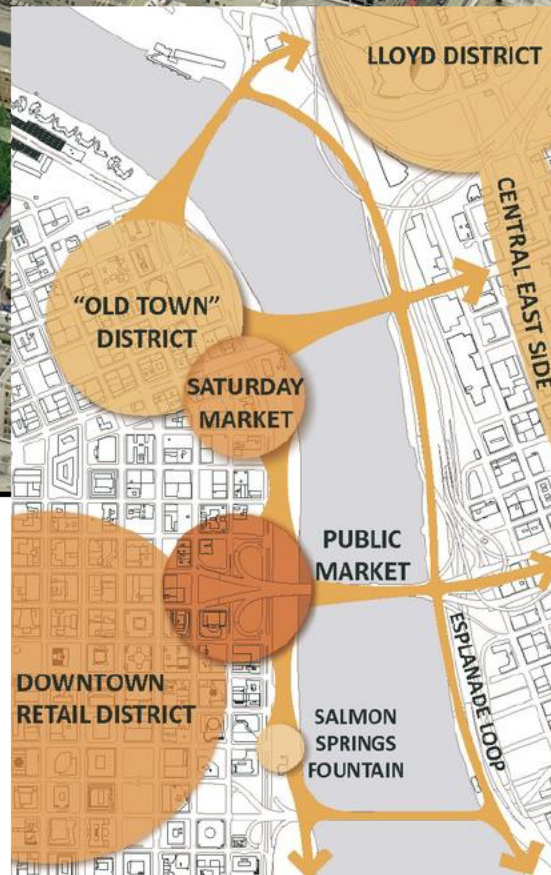 LLOYD DISTRICT
CENTRAL EAST SIDE
"OLD TOWN"
DISTRICT
SATURDAY
MARKET
PUBLIC
MARKET
ESPLANADE LOOP
DOWNTOWN
RETAIL DISTRICT
SALMON
SPRINGS
FOUNTAIN